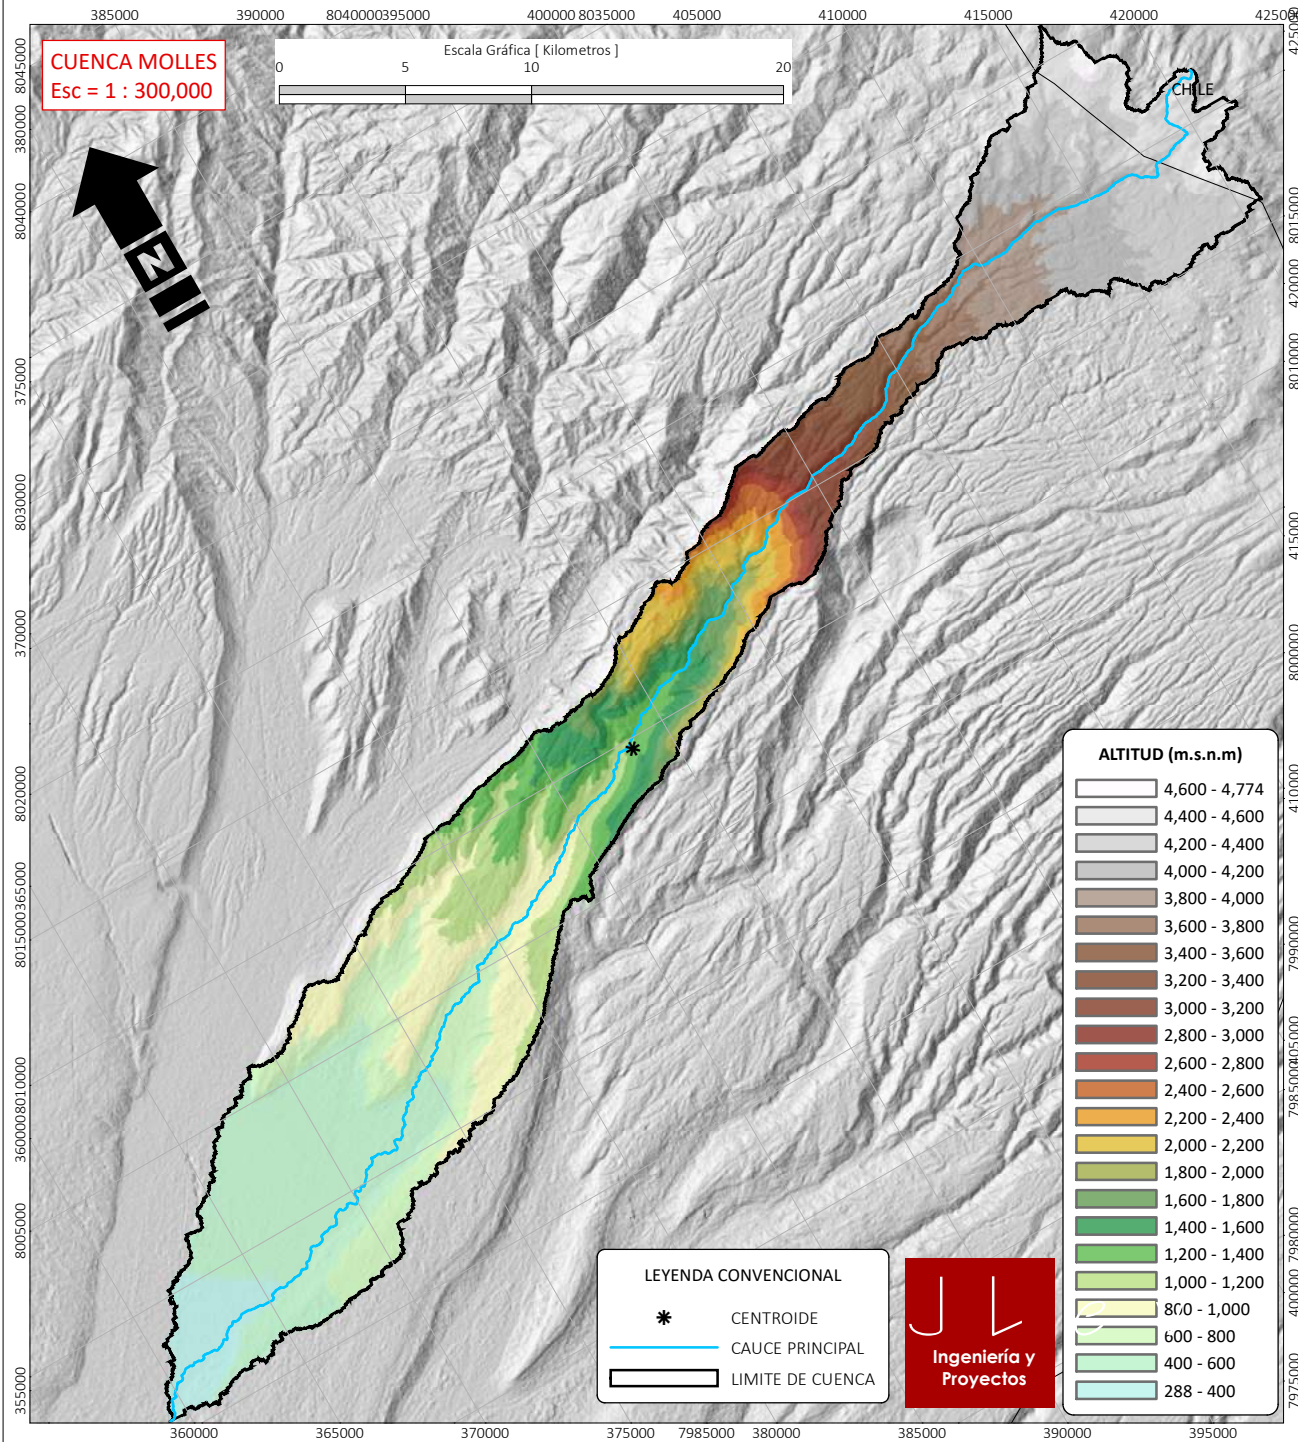 385000 390000 8040000 395000 400000 8035000 405000 410000 415000 420000 425000
CUENCA MOLLES
Esc = 1 : 300,000
Escala Gráfica [ Kilometros ]
0 5 10 20
N
CHILE
8045000
380000
8040000
375000
8030000
370000
8020000
365000
8015000
8010000
360000
8005000
355000
425000
8015000
420000
8010000
415000
8000000
410000
7990000
405000
7985000
7980000
400000
7975000
ALTITUD (m.s.n.m)
4,600 - 4,774
4,400 - 4,600
4,200 - 4,400
4,000 - 4,200
3,800 - 4,000
3,600 - 3,800
3,400 - 3,600
3,200 - 3,400
3,000 - 3,200
2,800 - 3,000
2,600 - 2,800
2,400 - 2,600
2,200 - 2,400
2,000 - 2,200
1,800 - 2,000
1,600 - 1,800
1,400 - 1,600
1,200 - 1,400
1,000 - 1,200
800 - 1,000
600 - 800
400 - 600
288 - 400
LEYENDA CONVENCIONAL
CENTROIDE
CAUCE PRINCIPAL
LIMITE DE CUENCA
J L
Ingeniería y
Proyectos
360000 365000 370000 375000 7985000 380000 385000 390000 395000